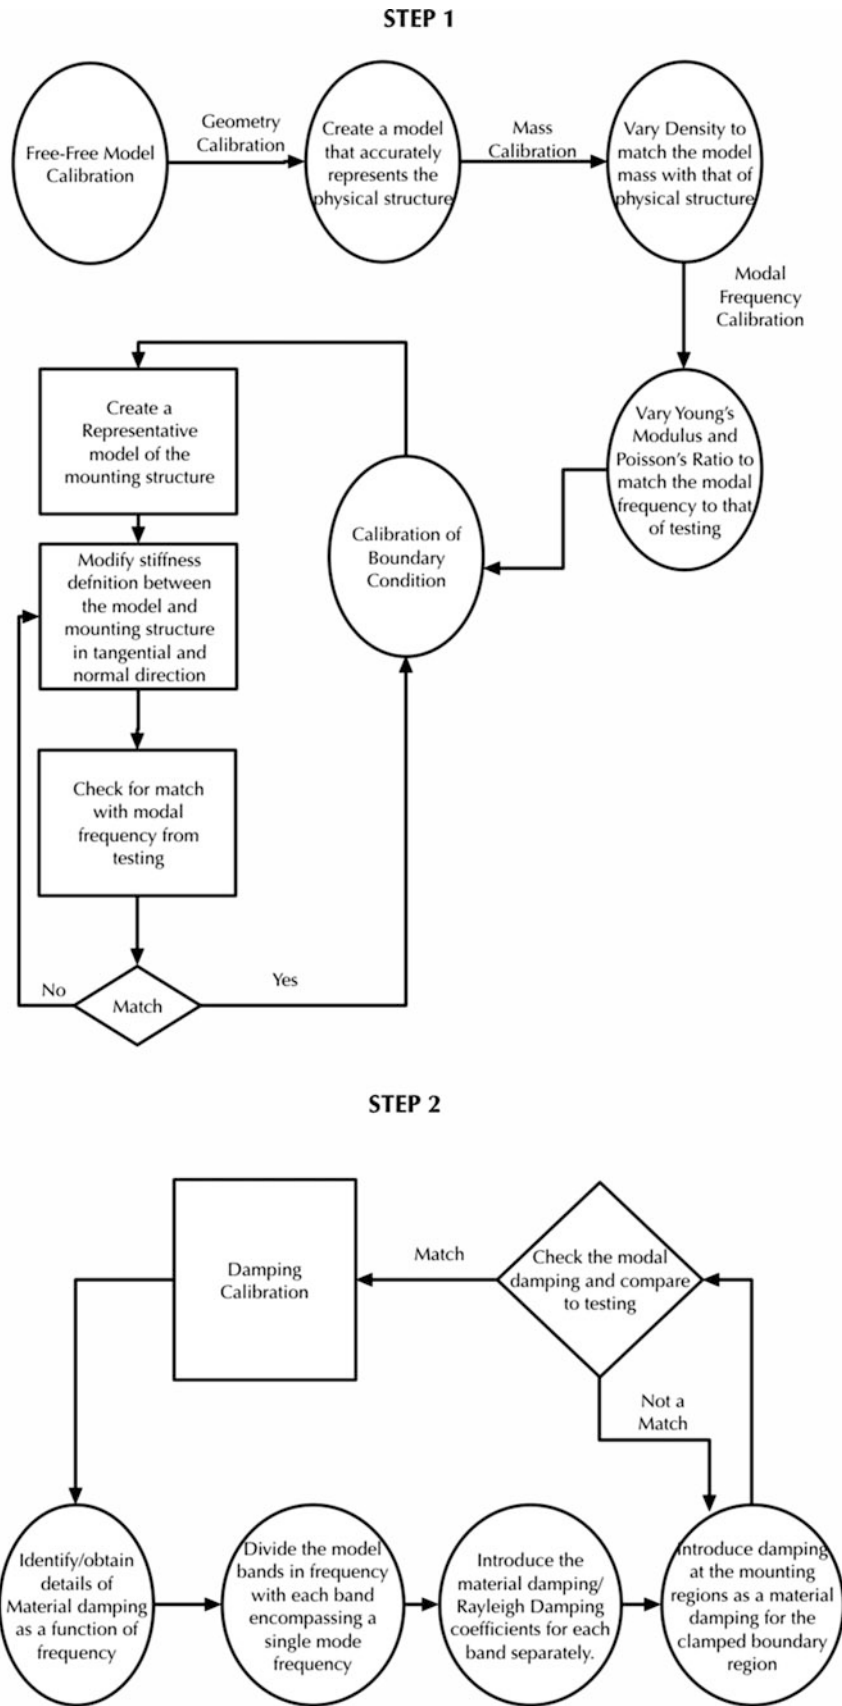 STEP 1
Free-Free Model
Calibration
Geometry
Calibration
Create a model
that accurately
represents the
physical structure
Mass
Calibration
Vary Density to
match the model
mass with that of
physical structure
Modal
Frequency
Calibration
Vary Young's
Modulus and
Poisson's Ratio to
match the modal
frequency to that
of testing
Calibration of
Boundary
Condition
Create a
Representative
model of the
mounting structure
Modify stiffness
defnition between
the model and
mounting structure
in tangential and
normal direction
Check for match
with modal
frequency from
testing
Match
No
Yes
STEP 2
Damping
Calibration
Match
Check the modal
damping and compare
to testing
Not a
Match
Identify/obtain
details of
Material damping
as a function of
frequency
Divide the model
bands in frequency
with each band
encompassing a
single mode
frequency
Introduce the
material damping/
Rayleigh Damping
coefficients for each
band separately.
Introduce damping
at the mounting
regions as a material
damping for the
clamped boundary
region